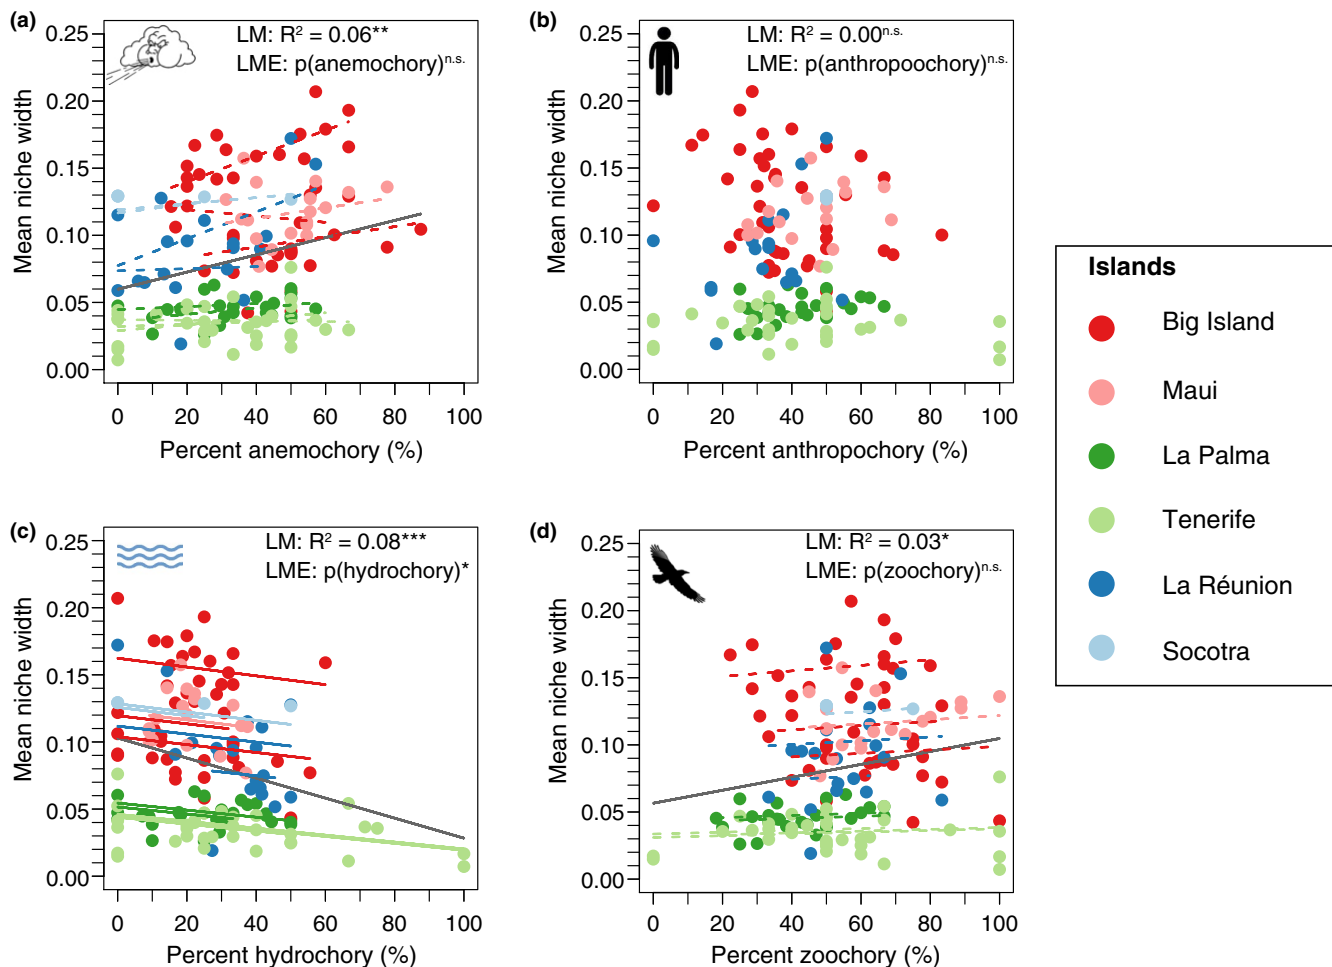 (a)
LM: R² = 0.06**
LME: p(anemochory)n.s.
Mean niche width
0.25
0.20
0.15
0.10
0.05
0.00
0 20 40 60 80 100
Percent anemochory (%)
(b)
LM: R² = 0.00n.s.
LME: p(anthropoochory)n.s.
Mean niche width
0.25
0.20
0.15
0.10
0.05
0.00
0 20 40 60 80 100
Percent anthropochory (%)
(c)
LM: R² = 0.08***
LME: p(hydrochory)*
Mean niche width
0.25
0.20
0.15
0.10
0.05
0.00
0 20 40 60 80 100
Percent hydrochory (%)
(d)
LM: R² = 0.03*
LME: p(zoochory)n.s.
Mean niche width
0.25
0.20
0.15
0.10
0.05
0.00
0 20 40 60 80 100
Percent zoochory (%)
Islands
Big Island
Maui
La Palma
Tenerife
La Réunion
Socotra